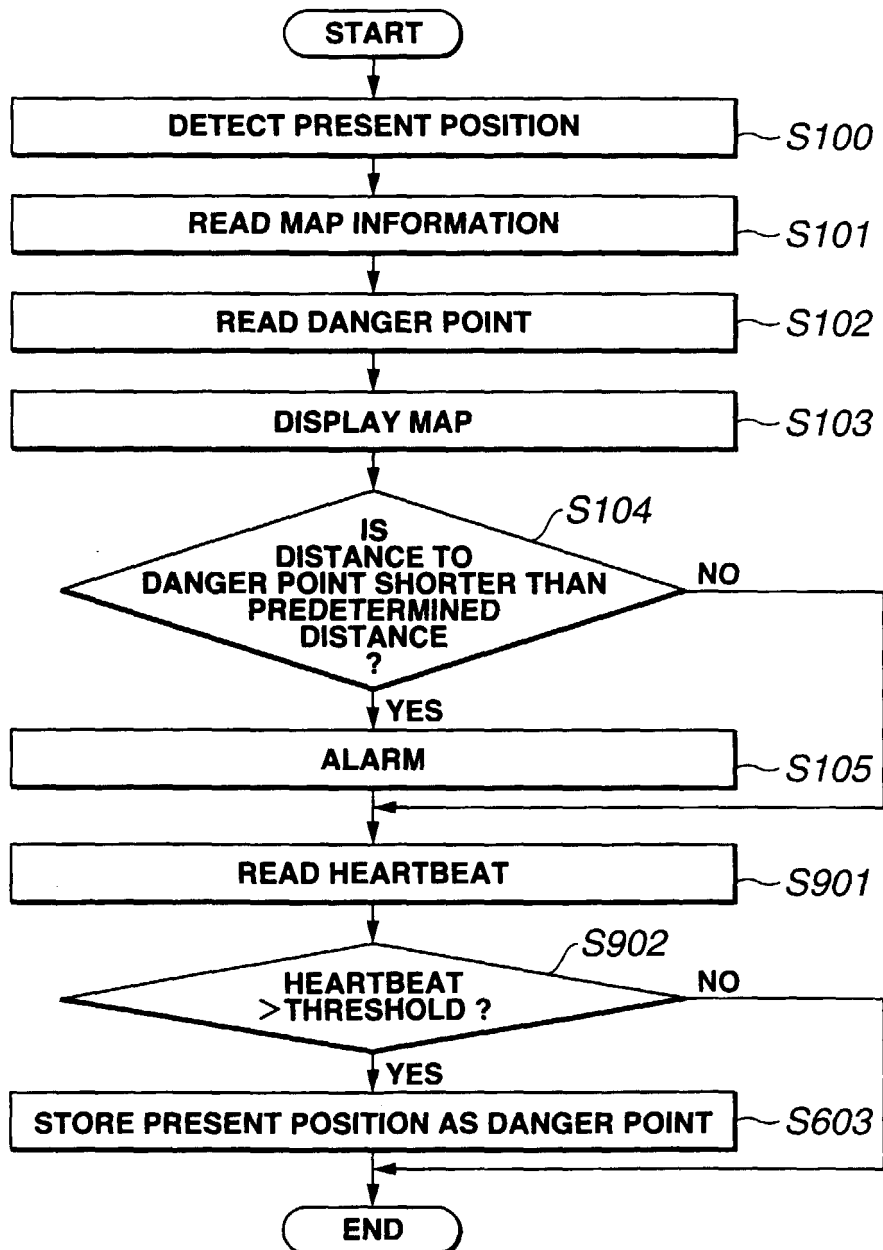 START
DETECT PRESENT POSITION
S100
READ MAP INFORMATION
S101
READ DANGER POINT
S102
DISPLAY MAP
S103
S104
IS
DISTANCE TO
DANGER POINT SHORTER THAN
PREDETERMINED
DISTANCE
?
NO
YES
ALARM
S105
READ HEARTBEAT
S901
S902
HEARTBEAT
>THRESHOLD ?
NO
YES
STORE PRESENT POSITION AS DANGER POINT
S603
END